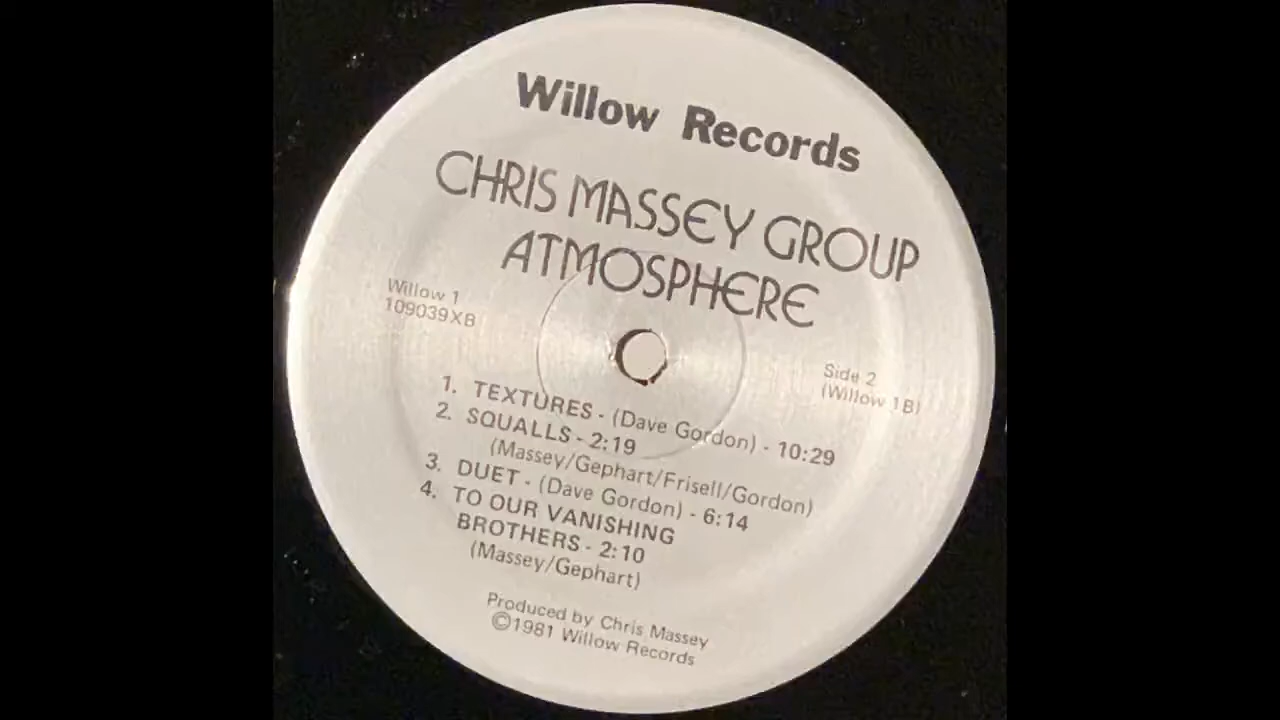 Willow Records
CHRIS MASSEY GROUP
ATMOSPHERE
Willow 1
109039XB
Side 2
(Willow 1B)
1. TEXTURES - (Dave Gordon) - 10:29
2. SQUALLS - 2:19
(Massey/Gephart/Frisell/Gordon)
3. DUET - (Dave Gordon) - 6:14
4. TO OUR VANISHING
BROTHERS - 2:10
(Massey/Gephart)
Produced by Chris Massey
©1981 Willow Records